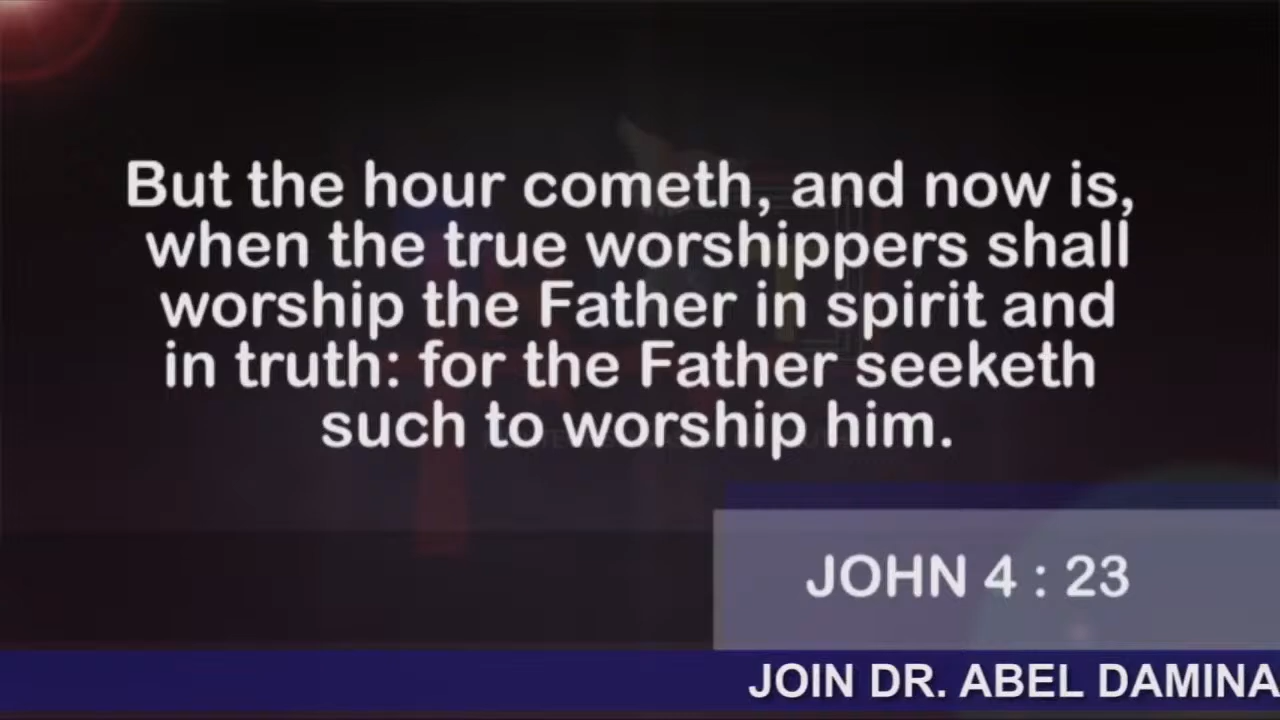 But the hour cometh, and now is,
when the true worshippers shall
worship the Father in spirit and
in truth: for the Father seeketh
such to worship him.
JOHN 4 : 23
JOIN DR. ABEL DAMINA